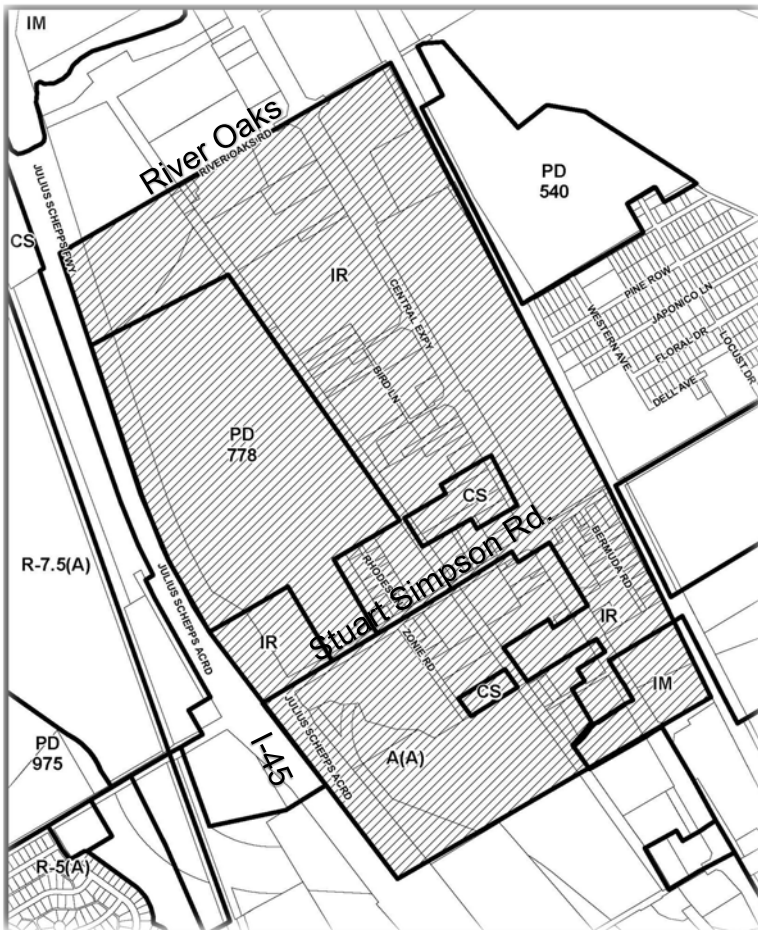 IM
River Oaks
RIVER OAKS RD
JULIUS SCHEPPS FWY
CS
PD
540
IR
CENTRAL EXPY
PINE ROW
JAPONICO LN
WESTERN AVE
FLORAL DR
LOCUST DR
DELL AVE
BIRD LN
PD
778
CS
Stuart Simpson Rd.
BERMUDA RD
RHODES
R-7.5(A)
JULIUS SCHEPPS ACRD
IR
IR
ZONIE RD
CS
IM
JULIUS SCHEPPS ACRD
PD
975
I-45
A(A)
R-5(A)